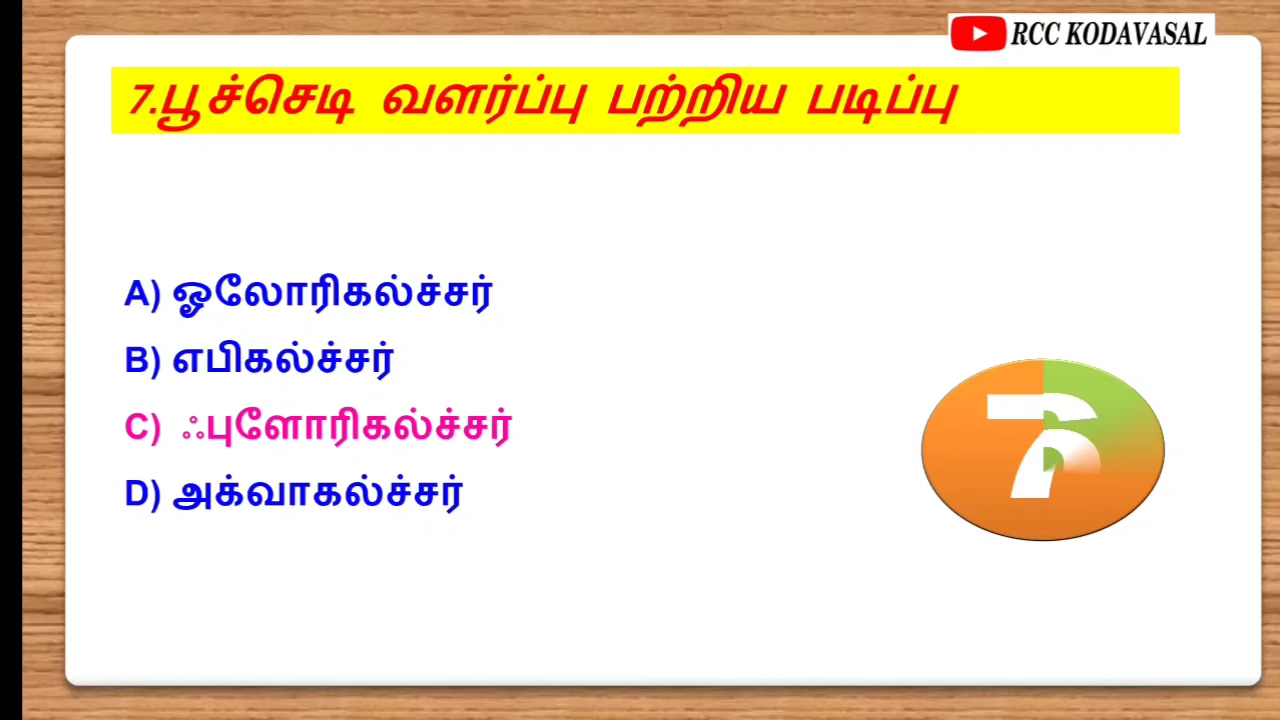 RCC KODAVASAL
7.பூச்செடி வளர்ப்பு பற்றிய படிப்பு
A) ஓலோரிகல்ச்சர்
B) எபிகல்ச்சர்
C) ஃபுளோரிகல்ச்சர்
D) அக்வாகல்ச்சர்